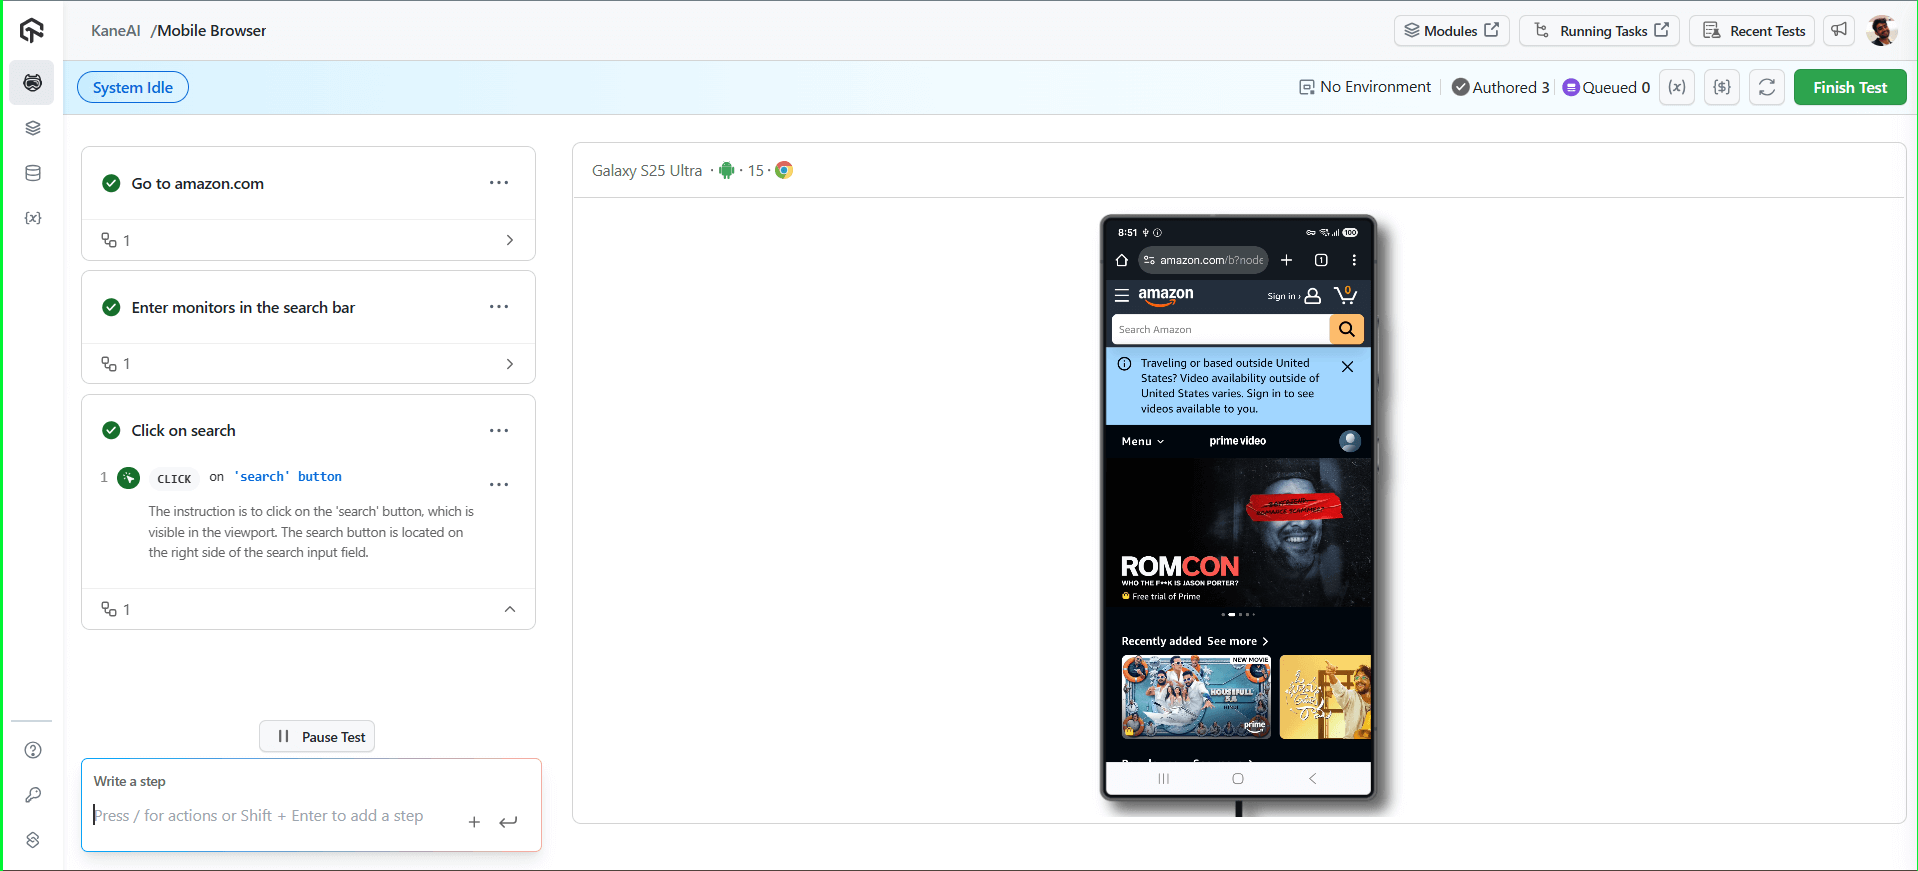 KaneAI /Mobile Browser
Modules
Running Tasks
Recent Tests
System Idle
No Environment
Authored 3
Queued 0
(x)
{$}
Finish Test
{x}
Go to amazon.com
1
Enter monitors in the search bar
1
Click on search
1 CLICK on 'search' button
The instruction is to click on the 'search' button, which is
visible in the viewport. The search button is located on
the right side of the search input field.
1
Pause Test
Write a step
Press / for actions or Shift + Enter to add a step
Galaxy S25 Ultra · 15 ·
8:51
100
amazon.com/b?node
1
amazon
Sign in ›
0
Search Amazon
Traveling or based outside United
States? Video availability outside of
United States varies. Sign in to see
videos available to you.
Menu
prime video
ROMCON
WHO THE F**K IS JASON PORTER?
Free trial of Prime
Recently added See more
NEW MOVIE
HOUSEFULL
prime